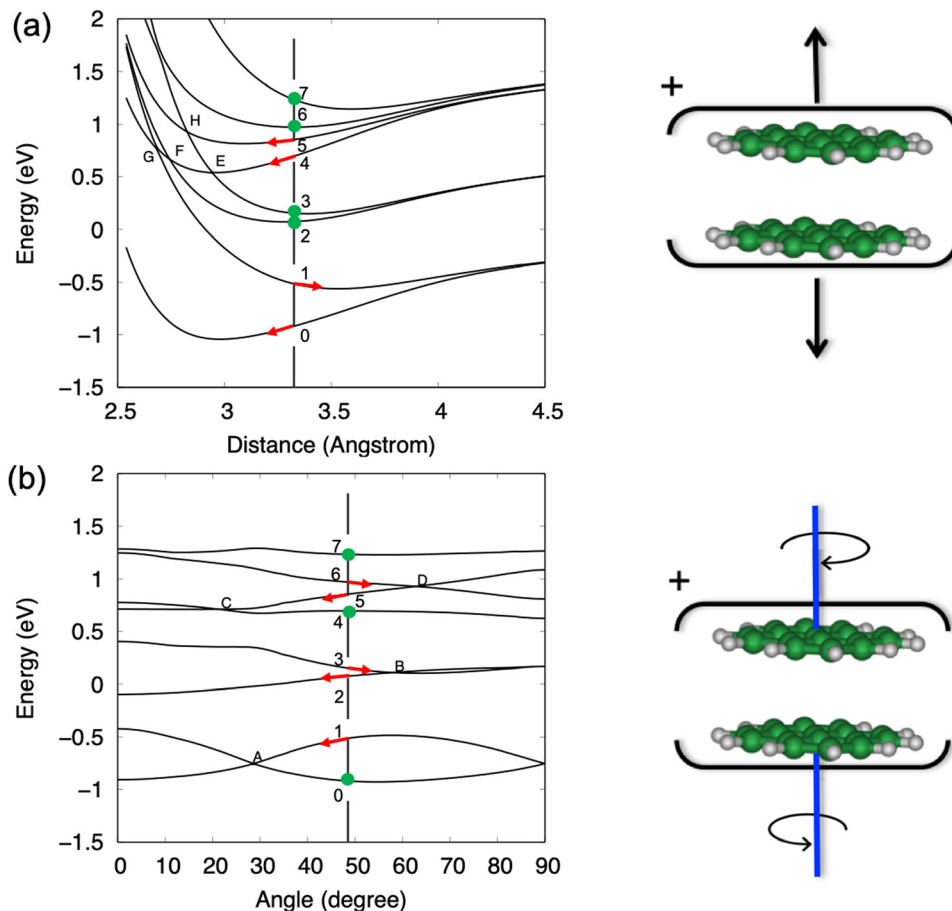 (a)
2
1.5
1
0.5
0
−0.5
−1
−1.5
Energy (eV)
2.5 3 3.5 4 4.5
Distance (Angstrom)
7
6
5
4
3
2
1
0
H
G F E
+
(b)
2
1.5
1
0.5
0
−0.5
−1
−1.5
Energy (eV)
0 10 20 30 40 50 60 70 80 90
Angle (degree)
7
6 D
C 5
4
3 B
2
1
A
0
+